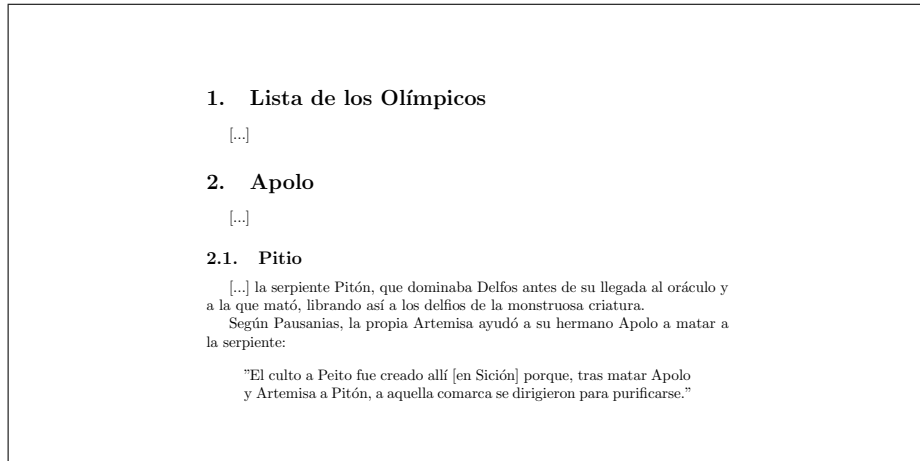 1. Lista de los Olímpicos
[...]
2. Apolo
[...]
2.1. Pitio
[...] la serpiente Pitón, que dominaba Delfos antes de su llegada al oráculo y
a la que mató, librando así a los delfios de la monstruosa criatura.
Según Pausanias, la propia Artemisa ayudó a su hermano Apolo a matar a
la serpiente:
”El culto a Peito fue creado allí [en Sición] porque, tras matar Apolo
y Artemisa a Pitón, a aquella comarca se dirigieron para purificarse.”